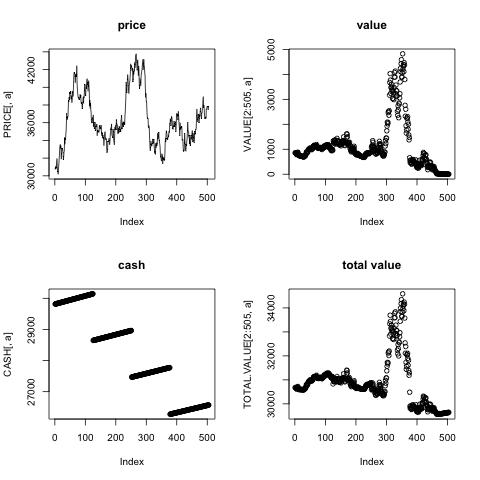 price
PRICE[, a]
30000 36000 42000
0 100 200 300 400 500
Index
value
VALUE[2:505, a]
0 1000 3000 5000
0 100 200 300 400 500
Index
cash
CASH[, a]
27000 29000
0 100 200 300 400 500
Index
total value
TOTAL.VALUE[2:505, a]
30000 32000 34000
0 100 200 300 400 500
Index